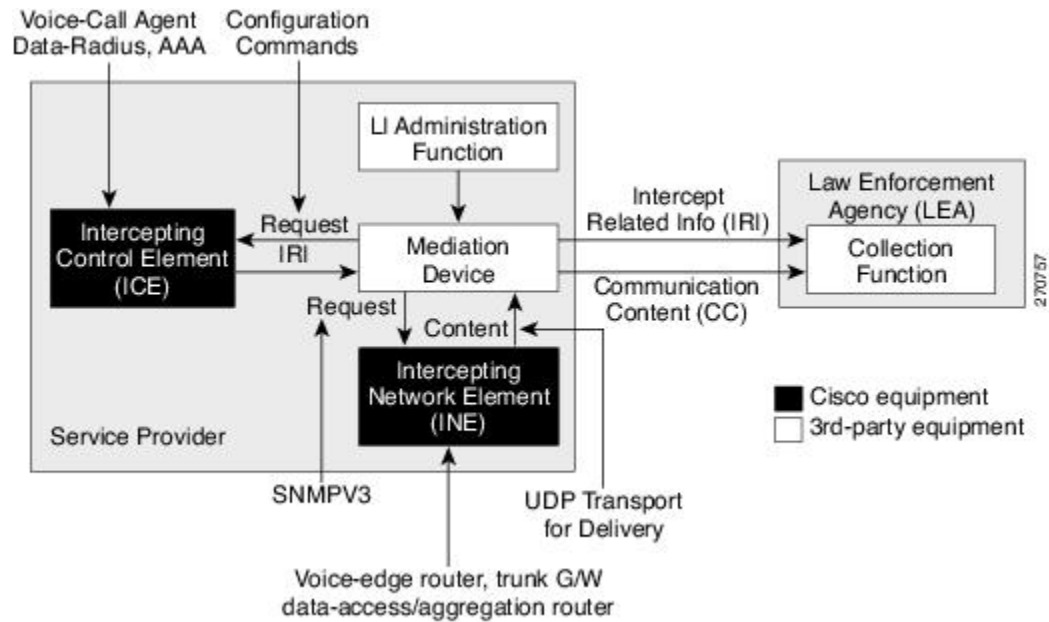 Voice-Call Agent
Data-Radius, AAA
Configuration
Commands
LI Administration
Function
Intercepting
Control Element
(ICE)
Request
IRI
Mediation
Device
Intercept
Related Info (IRI)
Communication
Content (CC)
Law Enforcement
Agency (LEA)
Collection
Function
270757
Request
Content
Intercepting
Network Element
(INE)
Service Provider
Cisco equipment
3rd-party equipment
SNMPV3
UDP Transport
for Delivery
Voice-edge router, trunk G/W
data-access/aggregation router